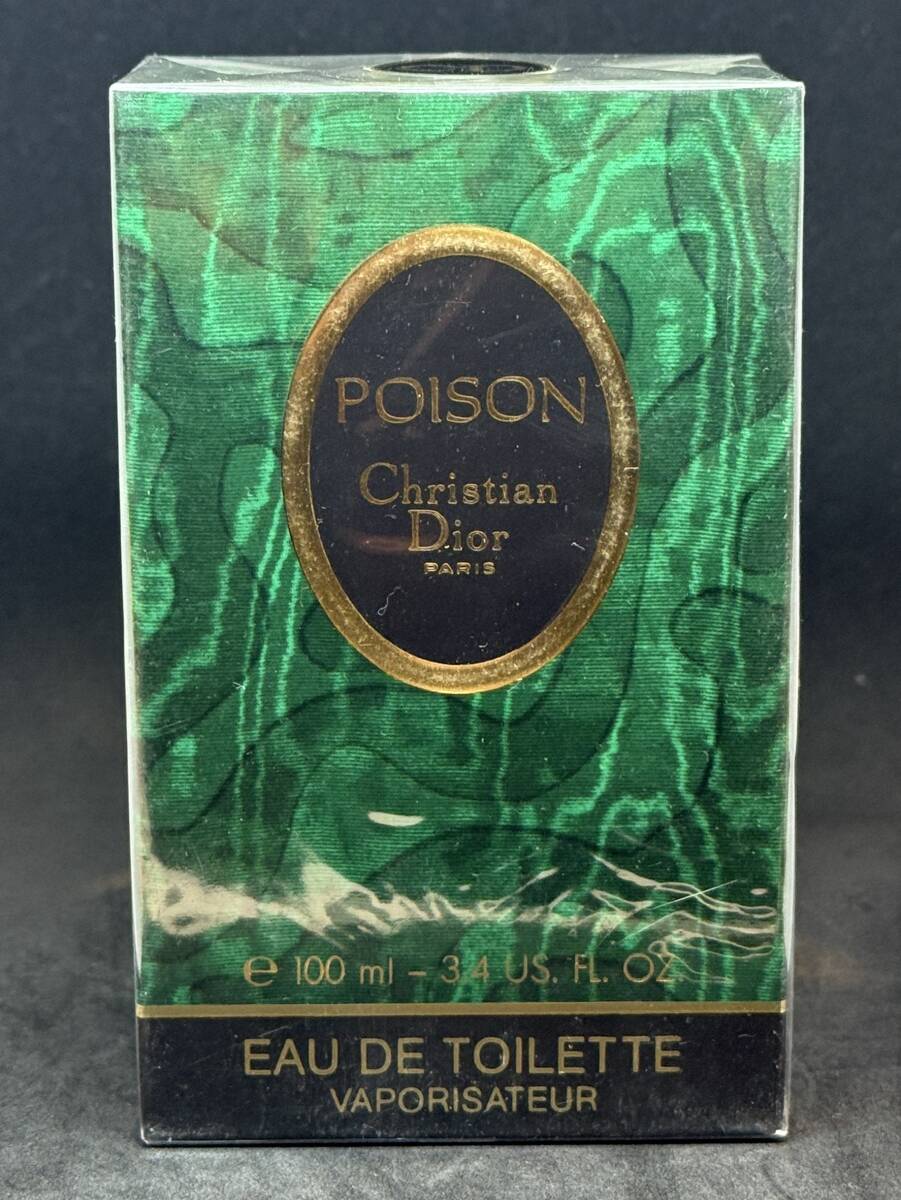 POISON
Christian
Dior
PARIS
℮ 100 ml – 3.4 US. FL. OZ.
EAU DE TOILETTE
VAPORISATEUR